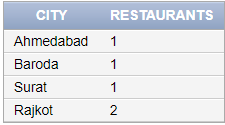 CITY RESTAURANTS
Ahmedabad 1
Baroda 1
Surat 1
Rajkot 2